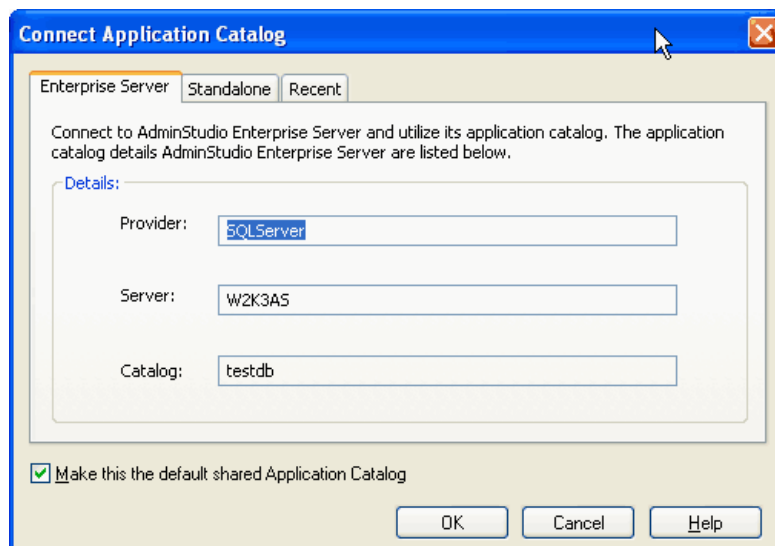 Connect Application Catalog
Enterprise Server Standalone Recent
Connect to AdminStudio Enterprise Server and utilize its application catalog. The application
catalog details AdminStudio Enterprise Server are listed below.
Details:
Provider: SQLServer
Server: W2K3AS
Catalog: testdb
Make this the default shared Application Catalog
OK Cancel Help